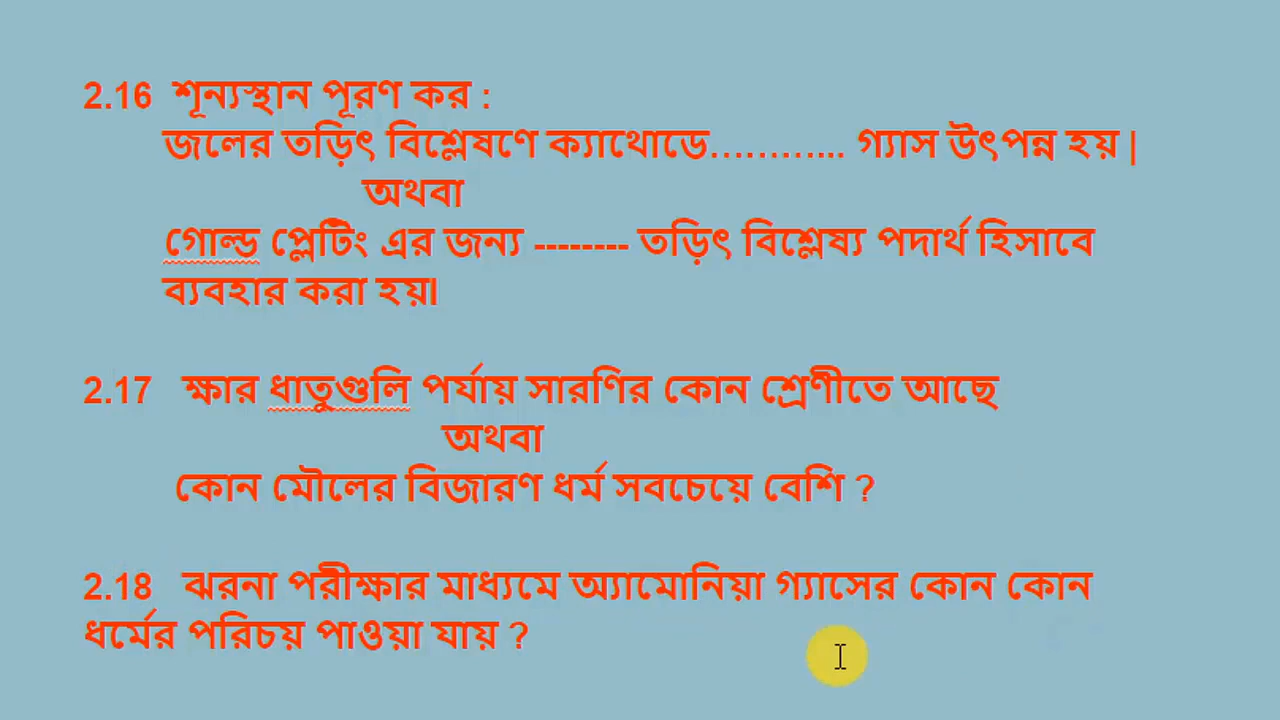 2.16 শূন্যস্থান পূরণ কর :
জলের তড়িৎ বিশ্লেষণে ক্যাথোডে………….. গ্যাস উৎপন্ন হয় |
অথবা
গোল্ড প্লেটিং এর জন্য -------- তড়িৎ বিশ্লেষ্য পদার্থ হিসাবে
ব্যবহার করা হয়l
2.17 ক্ষার ধাতুগুলি পর্যায় সারণির কোন শ্রেণীতে আছে
অথবা
কোন মৌলের বিজারণ ধর্ম সবচেয়ে বেশি ?
2.18 ঝরনা পরীক্ষার মাধ্যমে অ্যামোনিয়া গ্যাসের কোন কোন
ধর্মের পরিচয় পাওয়া যায় ?